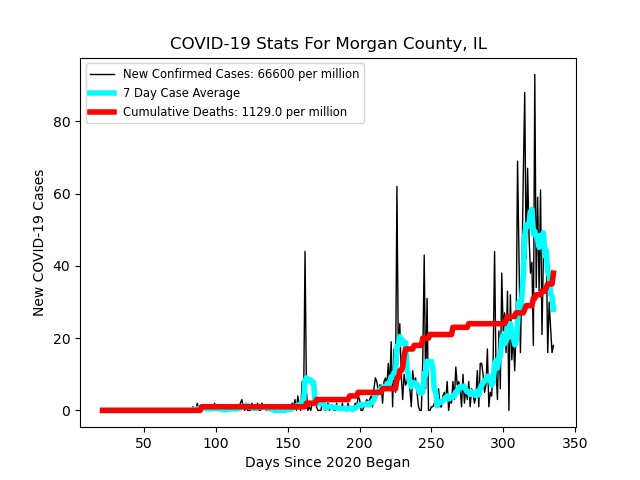 COVID-19 Stats For Morgan County, IL
New Confirmed Cases: 66600 per million
7 Day Case Average
Cumulative Deaths: 1129.0 per million
New COVID-19 Cases
80
60
40
20
0
50
100
150
200
250
300
350
Days Since 2020 Began